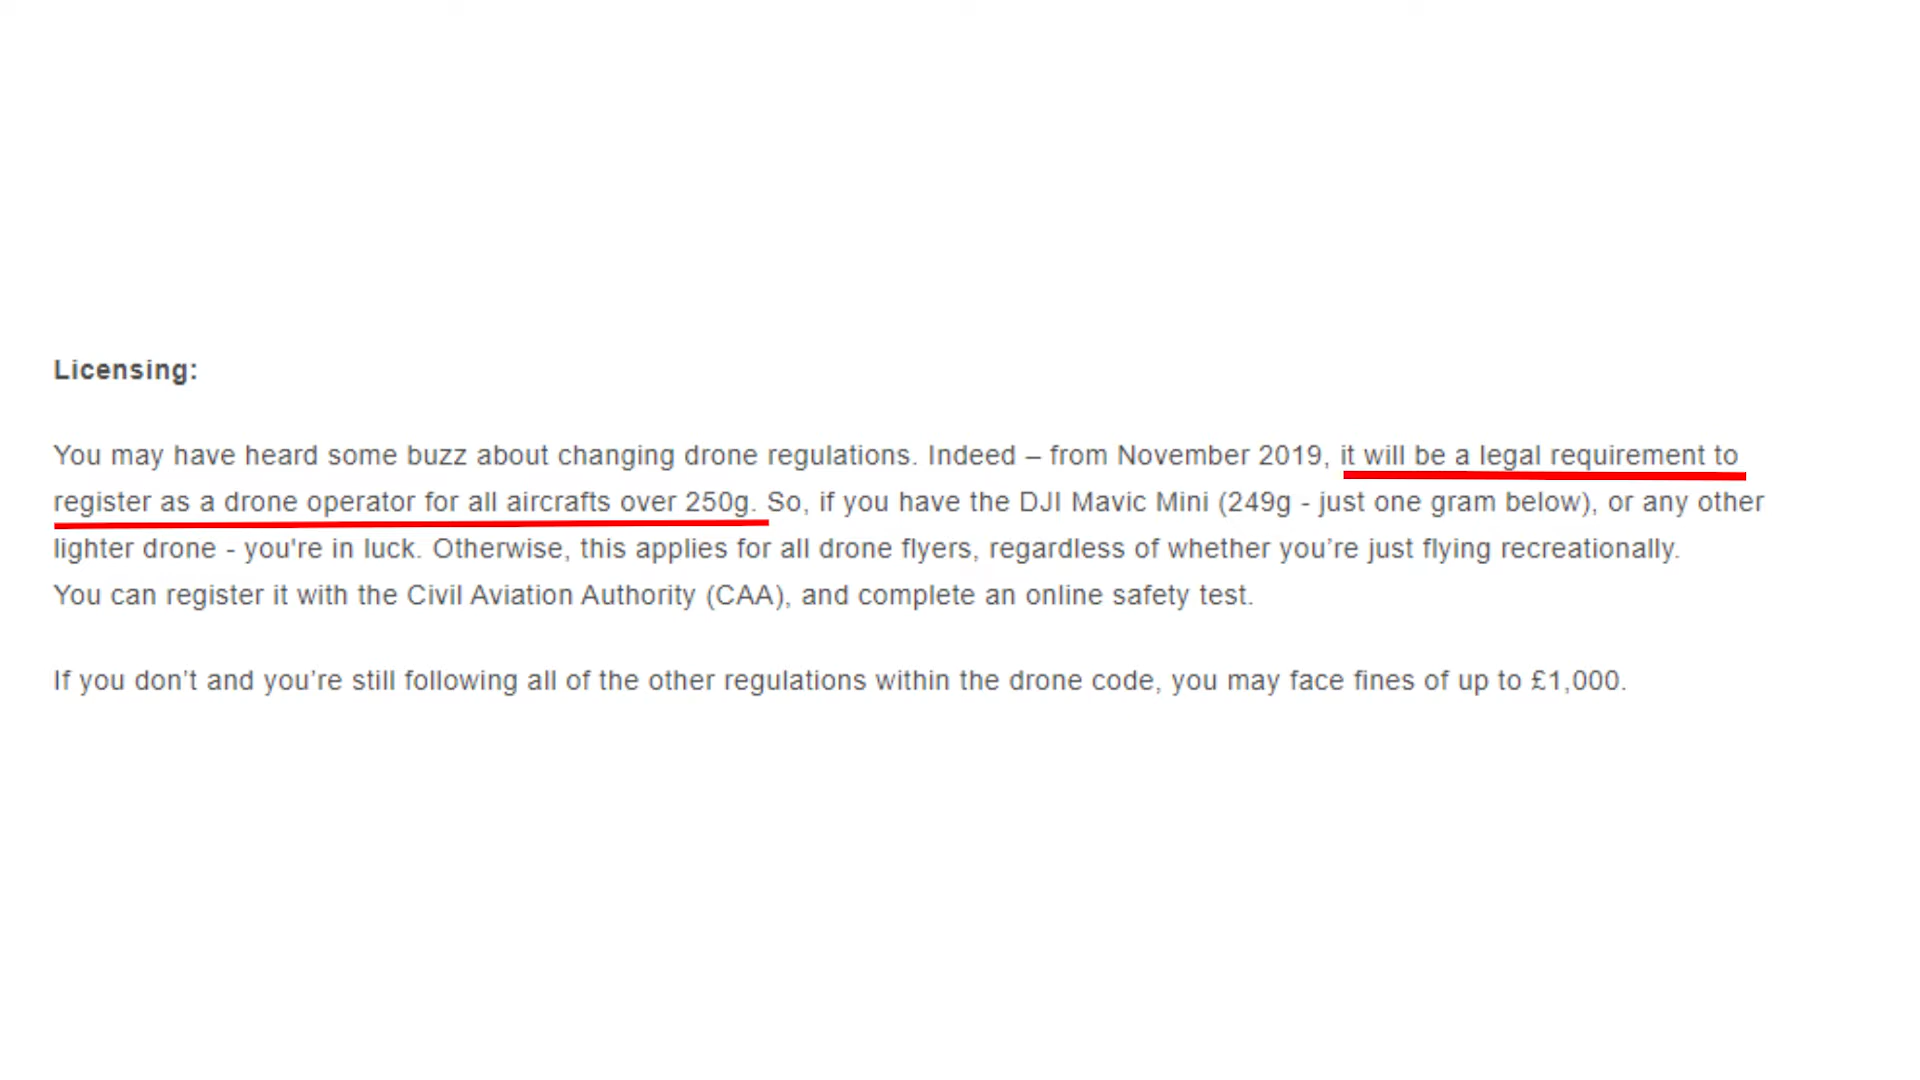 Licensing:
You may have heard some buzz about changing drone regulations. Indeed – from November 2019, it will be a legal requirement to
register as a drone operator for all aircrafts over 250g. So, if you have the DJI Mavic Mini (249g - just one gram below), or any other
lighter drone - you're in luck. Otherwise, this applies for all drone flyers, regardless of whether you’re just flying recreationally.
You can register it with the Civil Aviation Authority (CAA), and complete an online safety test.
If you don’t and you’re still following all of the other regulations within the drone code, you may face fines of up to £1,000.